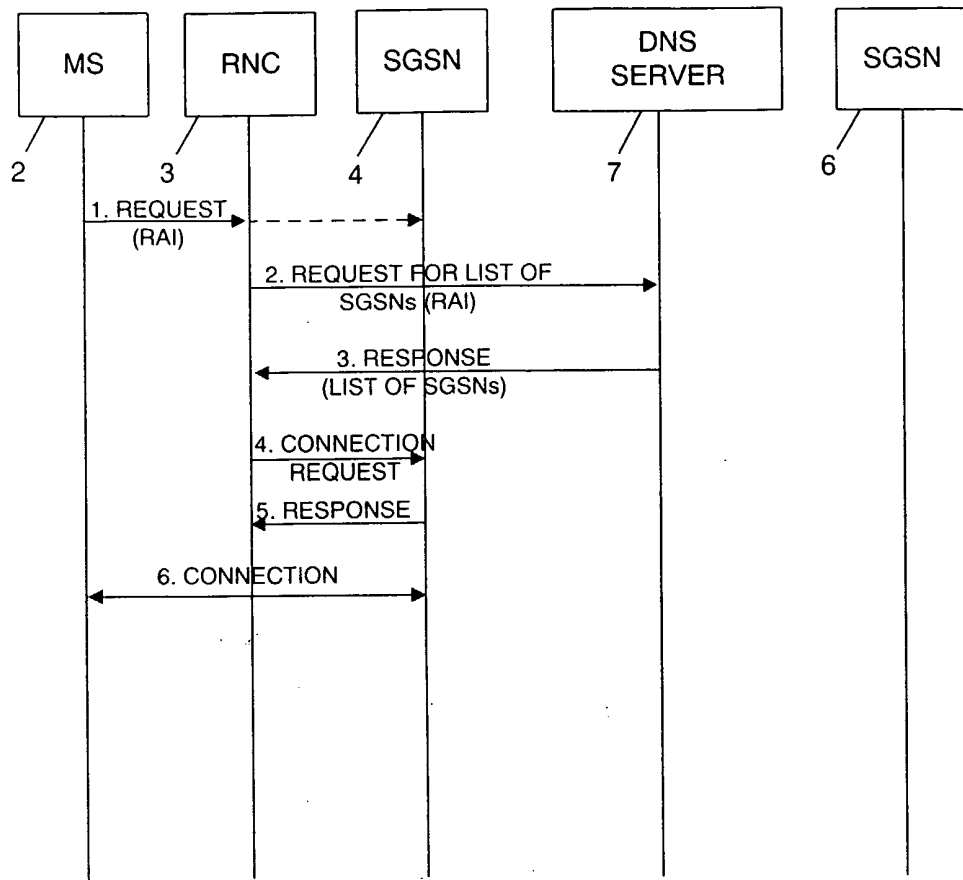 MS
RNC
SGSN
DNS
SERVER
SGSN
2
3
4
7
6
1. REQUEST
(RAI)
2. REQUEST FOR LIST OF
SGSNs (RAI)
3. RESPONSE
(LIST OF SGSNs)
4. CONNECTION
REQUEST
5. RESPONSE
6. CONNECTION